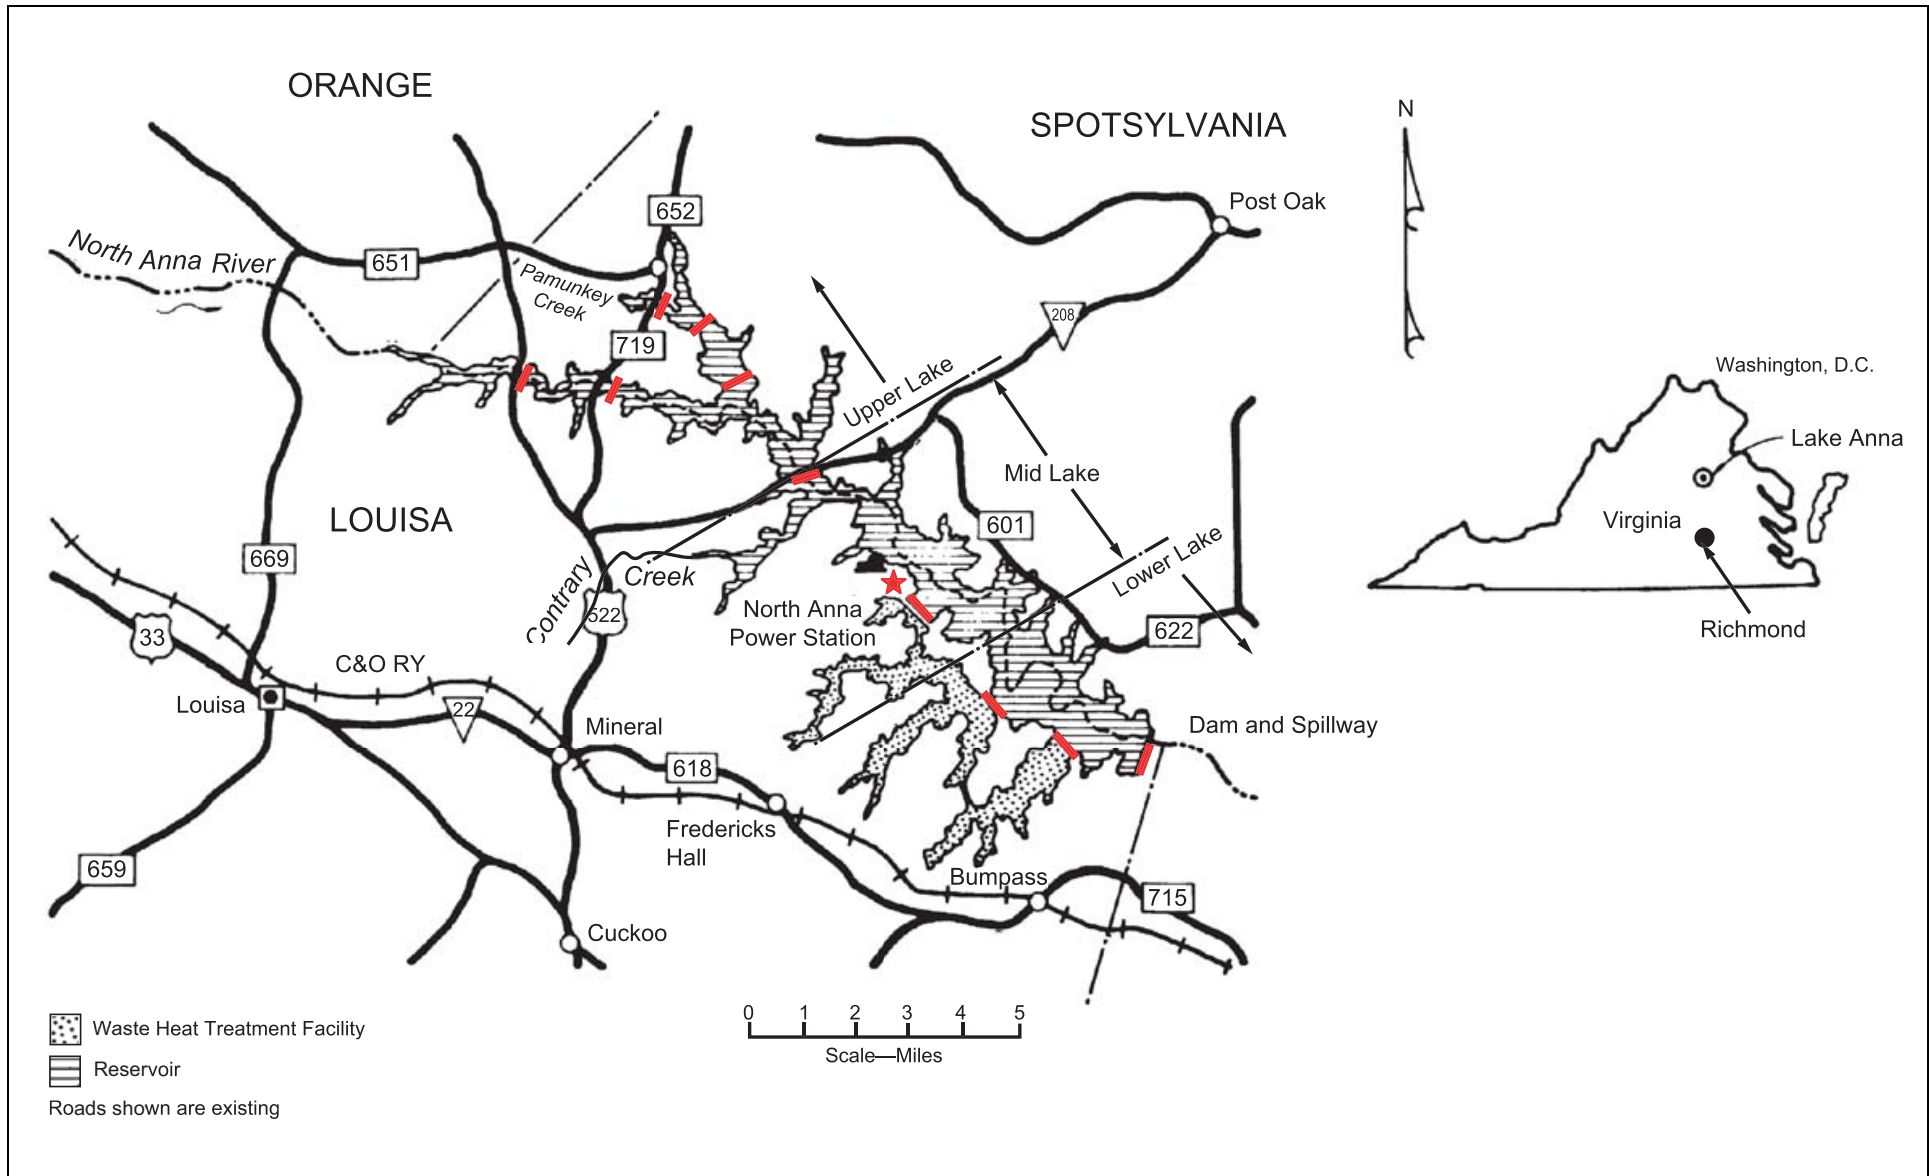 ORANGE
SPOTSYLVANIA
N
652
Post Oak
North Anna River
651
Pamunkey
Creek
208
719
Upper Lake
Washington, D.C.
Lake Anna
Mid Lake
LOUISA
601
Virginia
669
Contrary
Creek
Lower Lake
North Anna
Power Station
522
622
Richmond
33
C&O RY
Louisa
22
Mineral
Dam and Spillway
618
Fredericks
Hall
659
Bumpass
715
Cuckoo
0 1 2 3 4 5
Scale—Miles
Waste Heat Treatment Facility
Reservoir
Roads shown are existing